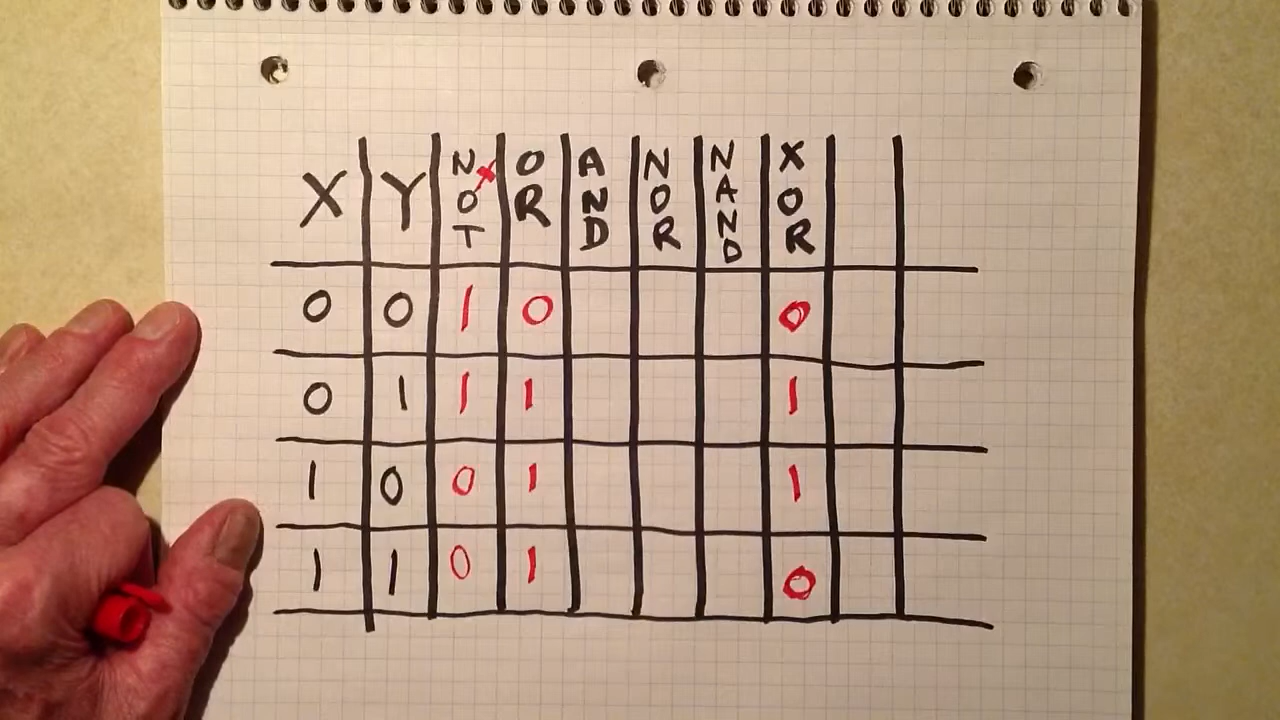 X Y NOT X OR AND NOR NAND XOR
0 0 1 0 0
0 1 1 1 1
1 0 0 1 1
1 1 0 1 0